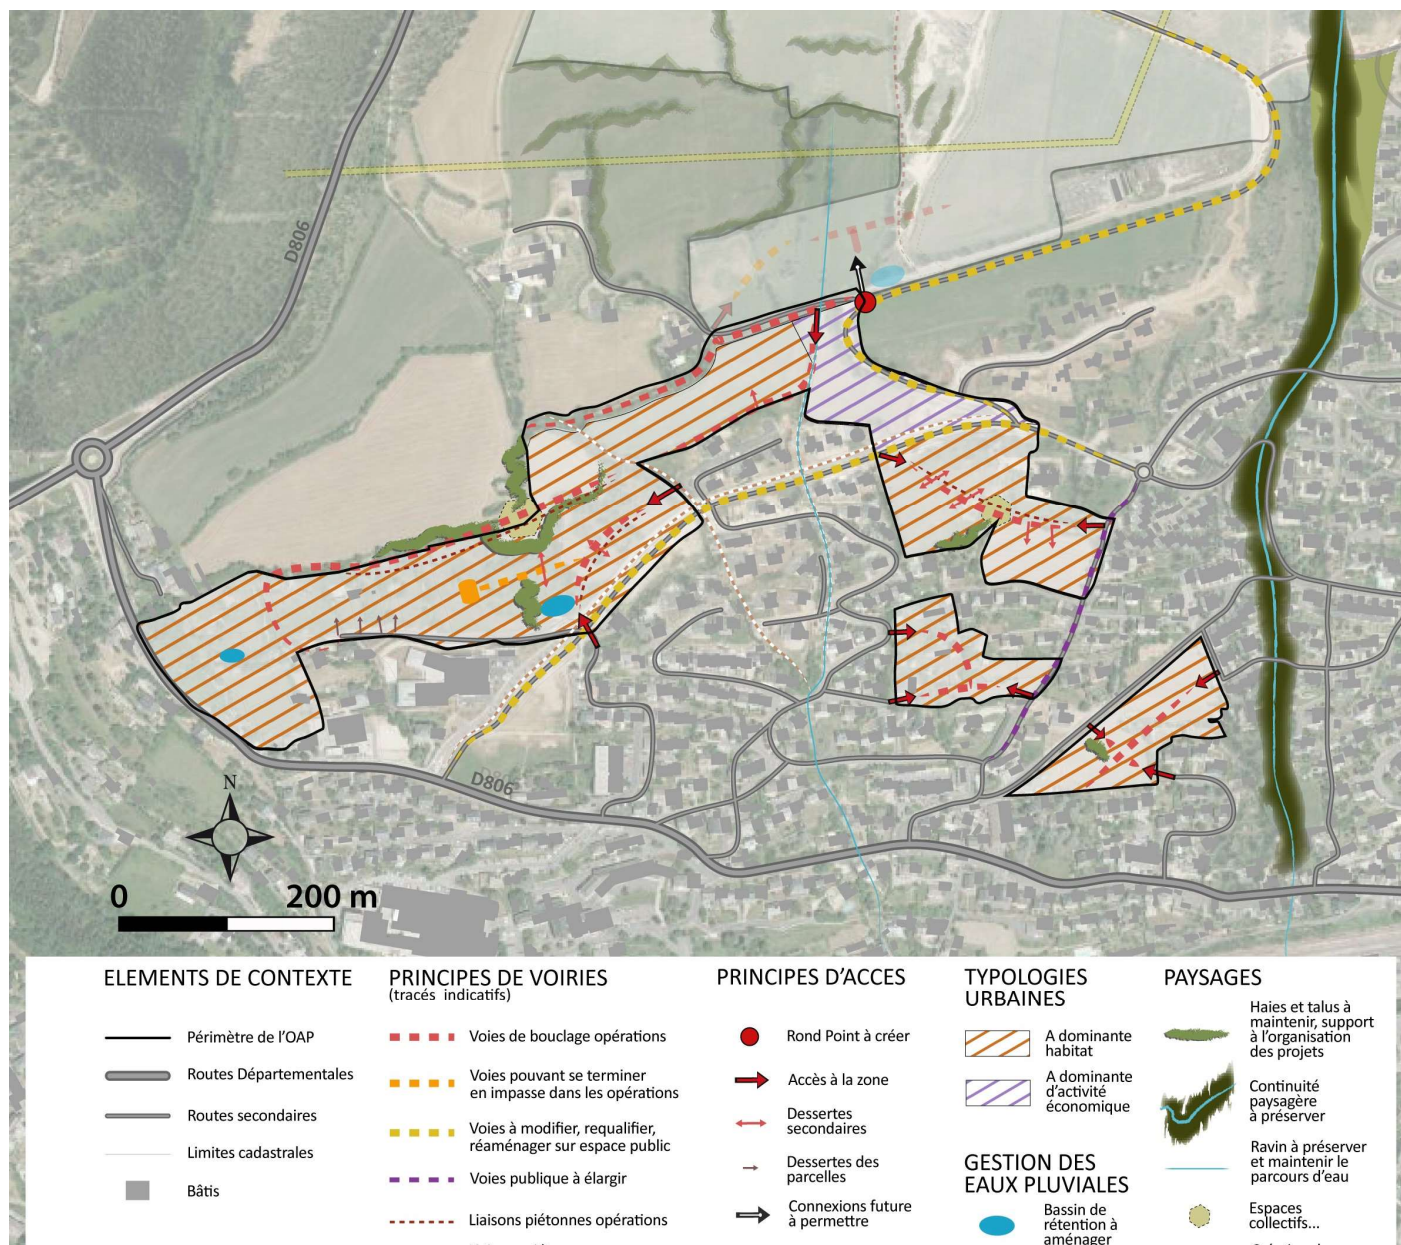 D806
D806
N
0 200 m
ELEMENTS DE CONTEXTE
Périmètre de l'OAP
Routes Départementales
Routes secondaires
Limites cadastrales
Bâtis
PRINCIPES DE VOIRIES
(tracés indicatifs)
Voies de bouclage opérations
Voies pouvant se terminer
en impasse dans les opérations
Voies à modifier, requalifier,
réaménager sur espace public
Voies publique à élargir
Liaisons piétonnes opérations
PRINCIPES D'ACCES
Rond Point à créer
Accès à la zone
Dessertes
secondaires
Dessertes des
parcelles
Connexions future
à permettre
TYPOLOGIES
URBAINES
A dominante
habitat
A dominante
d'activité
économique
GESTION DES
EAUX PLUVIALES
Bassin de
rétention à
aménager
PAYSAGES
Haies et talus à
maintenir, support
à l'organisation
des projets
Continuité
paysagère
à préserver
Ravin à préserver
et maintenir le
parcours d'eau
Espaces
collectifs...